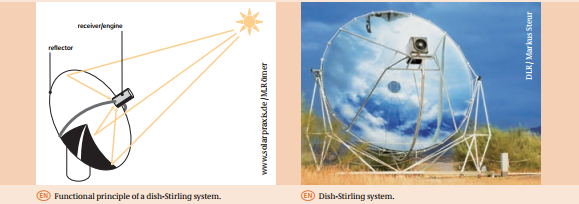 receiver/engine
reflector
www.solarpraxis.de /M.Römer
DLR/ Markus Steur
EN Functional principle of a dish-Stirling system.
EN Dish-Stirling system.